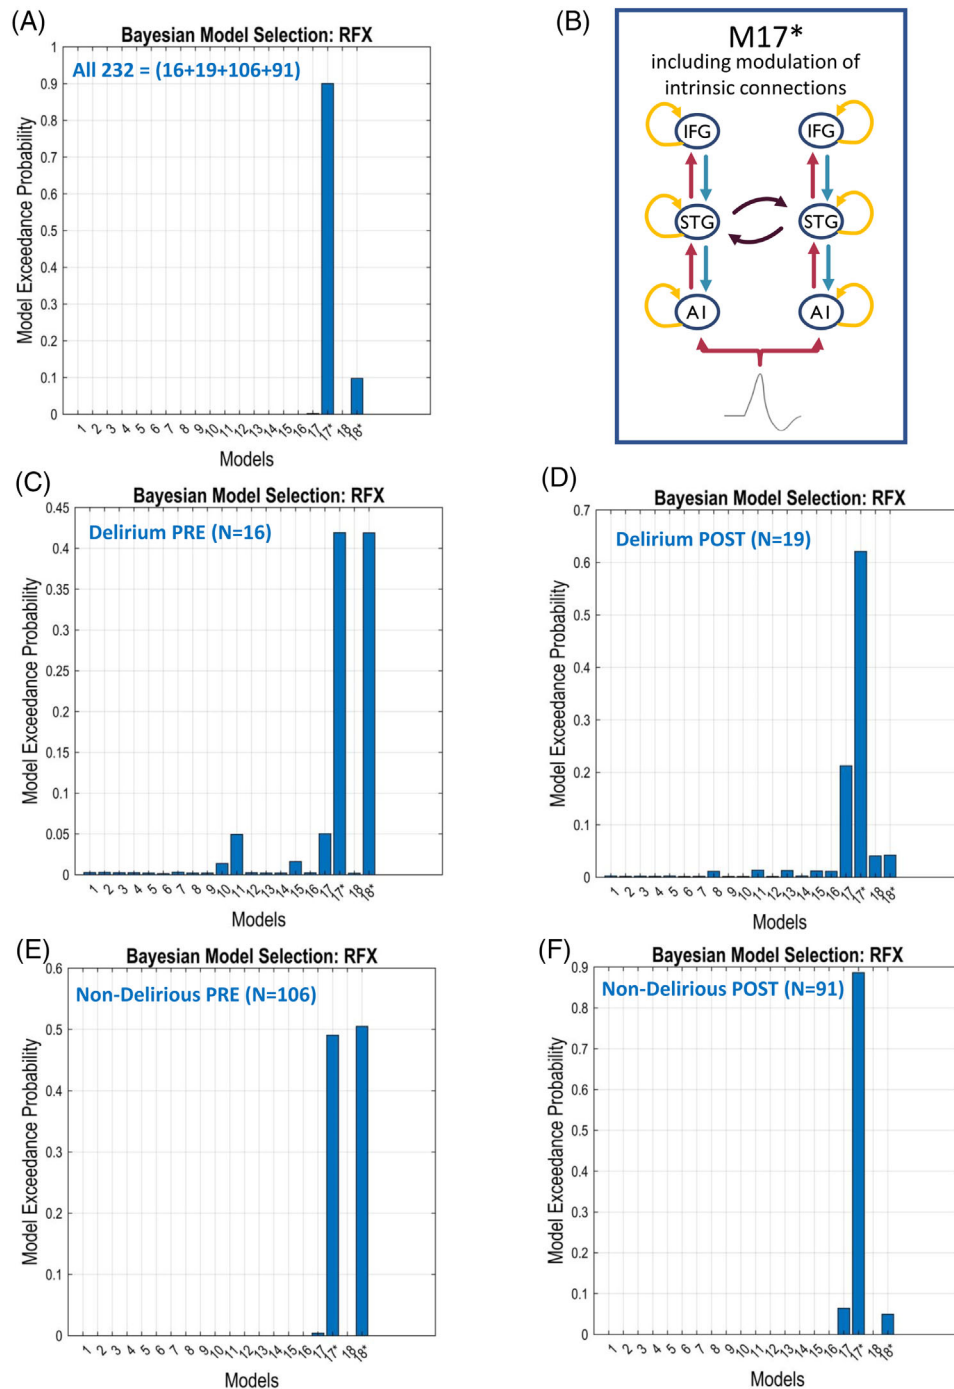 (A)
Bayesian Model Selection: RFX
All 232 = (16+19+106+91)
Model Exceedance Probability
1
0.9
0.8
0.7
0.6
0.5
0.4
0.3
0.2
0.1
0
1 2 3 4 5 6 7 8 9 10 11 12 13 14 15 16 17 17* 18 18*
Models
(B)
M17*
including modulation of
intrinsic connections
IFG IFG
STG STG
A I A I
(C)
Bayesian Model Selection: RFX
Delirium PRE (N=16)
Model Exceedance Probability
0.45
0.4
0.35
0.3
0.25
0.2
0.15
0.1
0.05
0
1 2 3 4 5 6 7 8 9 10 11 12 13 14 15 16 17 17* 18 18*
Models
(D)
Bayesian Model Selection: RFX
Delirium POST (N=19)
Model Exceedance Probability
0.7
0.6
0.5
0.4
0.3
0.2
0.1
0
1 2 3 4 5 6 7 8 9 10 11 12 13 14 15 16 17 17* 18 18*
Models
(E)
Bayesian Model Selection: RFX
Non-Delirious PRE (N=106)
Model Exceedance Probability
0.6
0.5
0.4
0.3
0.2
0.1
0
1 2 3 4 5 6 7 8 9 10 11 12 13 14 15 16 17 17* 18 18*
Models
(F)
Bayesian Model Selection: RFX
Non-Delirious POST (N=91)
Model Exceedance Probability
0.9
0.8
0.7
0.6
0.5
0.4
0.3
0.2
0.1
0
1 2 3 4 5 6 7 8 9 10 11 12 13 14 15 16 17 17* 18 18*
Models